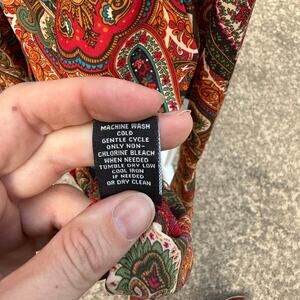 MACHINE WASH
COLD
GENTLE CYCLE
ONLY NON-
CHLORINE BLEACH
WHEN NEEDED
TUMBLE DRY LOW
COOL IRON
IF NEEDED
OR DRY CLEAN